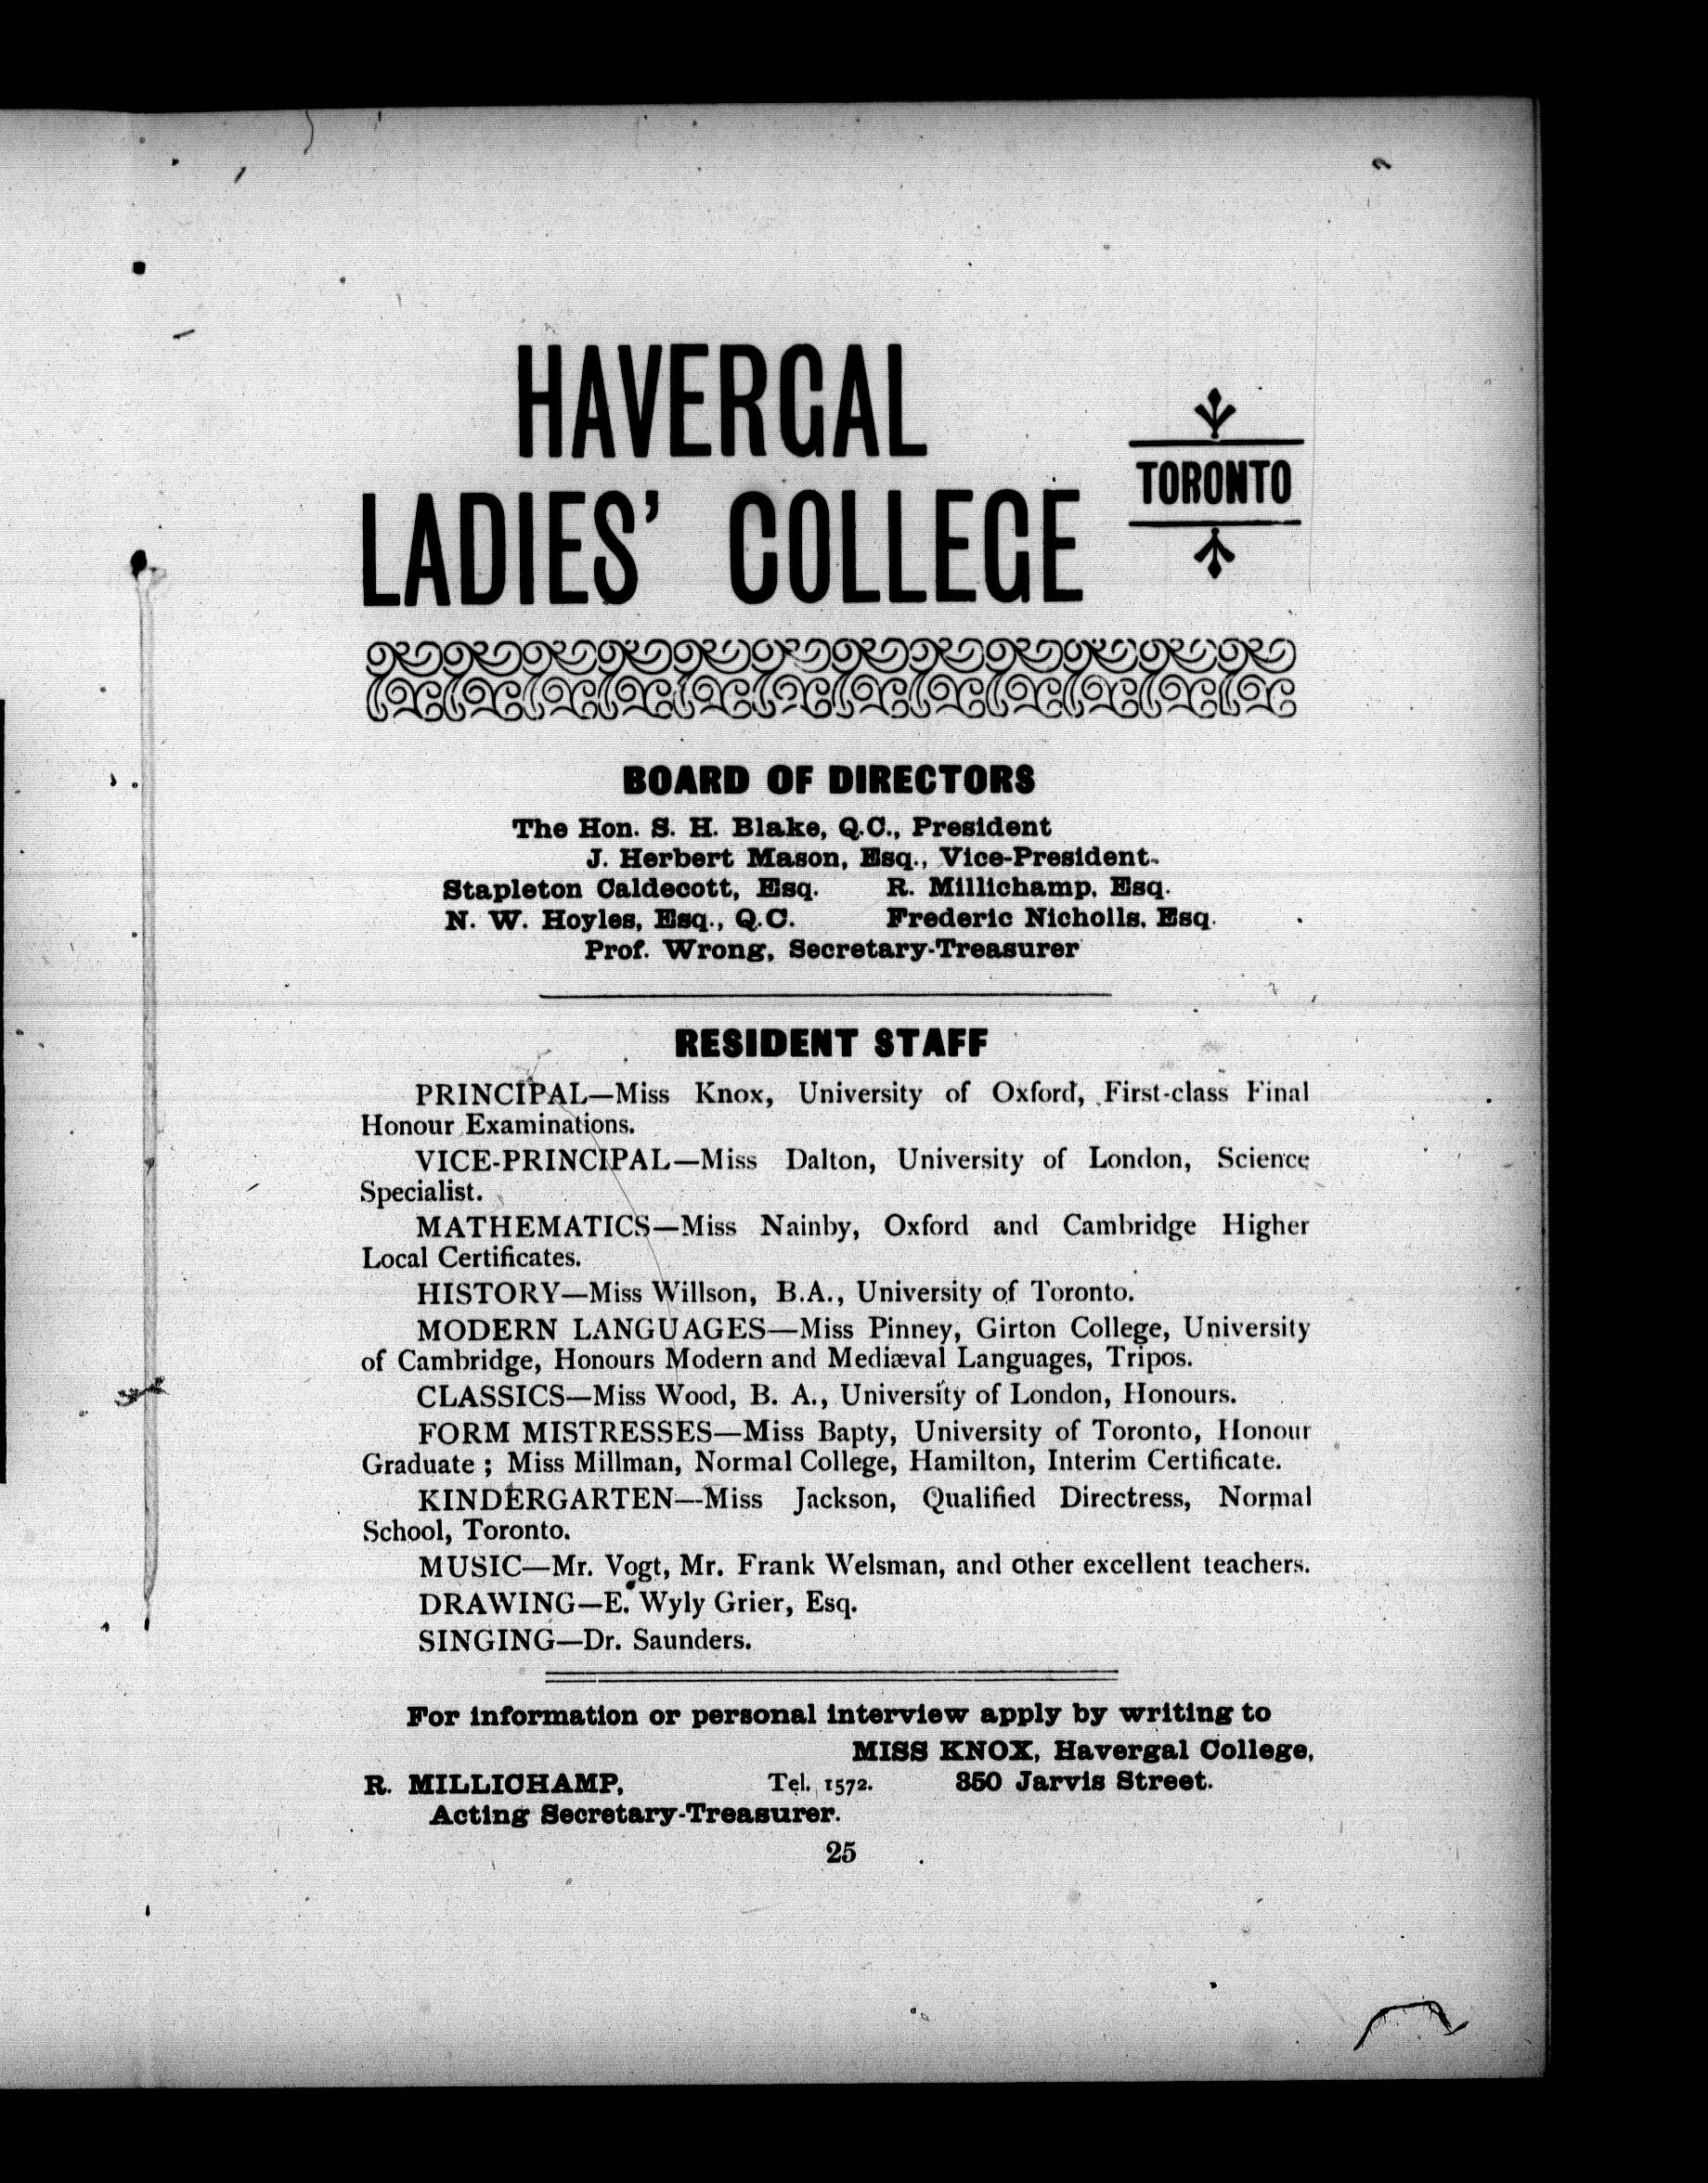 HAVERGAL
LADIES' COLLEGE
TORONTO
BOARD OF DIRECTORS
The Hon. S. H. Blake, Q.C., President
J. Herbert Mason, Esq., Vice-President.
Stapleton Caldecott, Esq. R. Millichamp, Esq.
N. W. Hoyles, Esq., Q.C. Frederic Nicholls, Esq.
Prof. Wrong, Secretary-Treasurer
RESIDENT STAFF
PRINCIPAL—Miss Knox, University of Oxford, First-class Final
Honour Examinations.
VICE-PRINCIPAL—Miss Dalton, University of London, Science
Specialist.
MATHEMATICS—Miss Nainby, Oxford and Cambridge Higher
Local Certificates.
HISTORY—Miss Willson, B.A., University of Toronto.
MODERN LANGUAGES—Miss Pinney, Girton College, University
of Cambridge, Honours Modern and Mediæval Languages, Tripos.
CLASSICS—Miss Wood, B. A., University of London, Honours.
FORM MISTRESSES—Miss Bapty, University of Toronto, Honour
Graduate ; Miss Millman, Normal College, Hamilton, Interim Certificate.
KINDERGARTEN—Miss Jackson, Qualified Directress, Normal
School, Toronto.
MUSIC—Mr. Vogt, Mr. Frank Welsman, and other excellent teachers.
DRAWING—E. Wyly Grier, Esq.
SINGING—Dr. Saunders.
For information or personal interview apply by writing to
MISS KNOX, Havergal College,
R. MILLICHAMP, Tel. 1572. 350 Jarvis Street.
Acting Secretary-Treasurer.
25